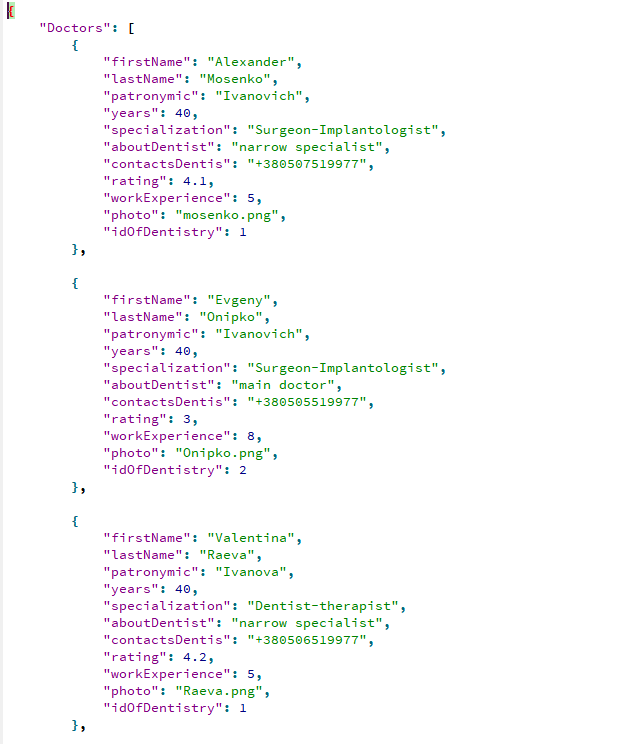 {
"Doctors": [
{
"firstName": "Alexander",
"lastName": "Mosenko",
"patronymic": "Ivanovich",
"years": 40,
"specialization": "Surgeon-Implantologist",
"aboutDentist": "narrow specialist",
"contactsDentis": "+380507519977",
"rating": 4.1,
"workExperience": 5,
"photo": "mosenko.png",
"idOfDentistry": 1
},
{
"firstName": "Evgeny",
"lastName": "Onipko",
"patronymic": "Ivanovich",
"years": 40,
"specialization": "Surgeon-Implantologist",
"aboutDentist": "main doctor",
"contactsDentis": "+380505519977",
"rating": 3,
"workExperience": 8,
"photo": "Onipko.png",
"idOfDentistry": 2
},
{
"firstName": "Valentina",
"lastName": "Raeva",
"patronymic": "Ivanova",
"years": 40,
"specialization": "Dentist-therapist",
"aboutDentist": "narrow specialist",
"contactsDentis": "+380506519977",
"rating": 4.2,
"workExperience": 5,
"photo": "Raeva.png",
"idOfDentistry": 1
},